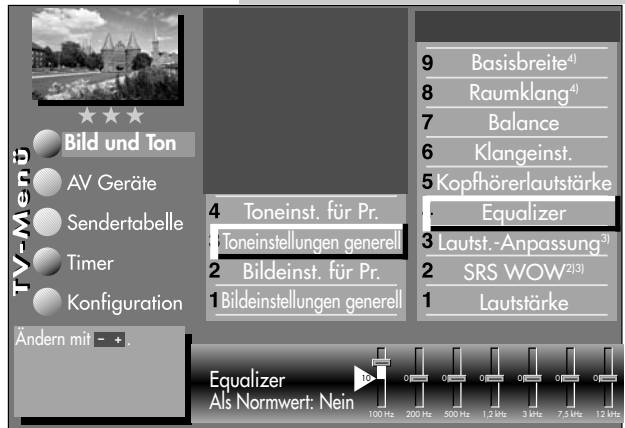 TV-Menü
Bild und Ton
AV Geräte
Sendertabelle
Timer
Konfiguration
4 Toneinst. für Pr.
3 Toneinstellungen generell
2 Bildeinst. für Pr.
1 Bildeinstellungen generell
9 Basisbreite4)
8 Raumklang4)
7 Balance
6 Klangeinst.
5 Kopfhörerlautstärke
Equalizer
3 Lautst.-Anpassung3)
2 SRS WOW2)3)
1 Lautstärke
Ändern mit - + .
Equalizer
Als Normwert: Nein
10 0 0 0 0 0 0
100 Hz 200 Hz 500 Hz 1,2 kHz 3 kHz 7,5 kHz 12 kHz